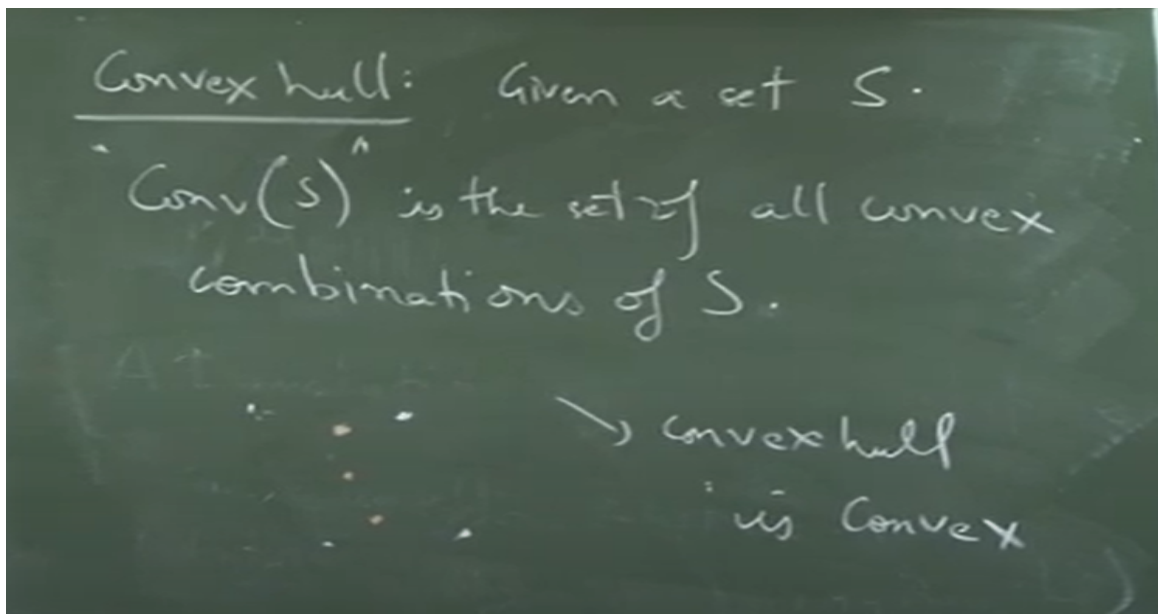 Convex hull: Given a set S.
Conv(S) is the set of all convex
combinations of S.
→ convex hull
is Convex